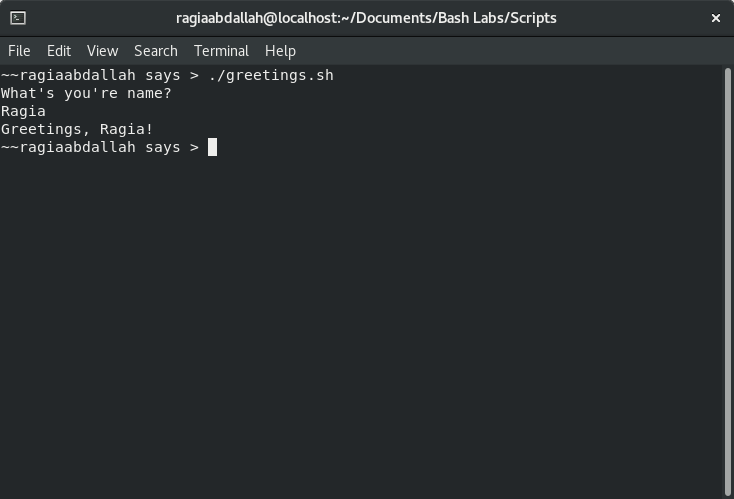 ragiaabdallah@localhost:~/Documents/Bash Labs/Scripts
File Edit View Search Terminal Help
~~ragiaabdallah says > ./greetings.sh
What's you're name?
Ragia
Greetings, Ragia!
~~ragiaabdallah says >